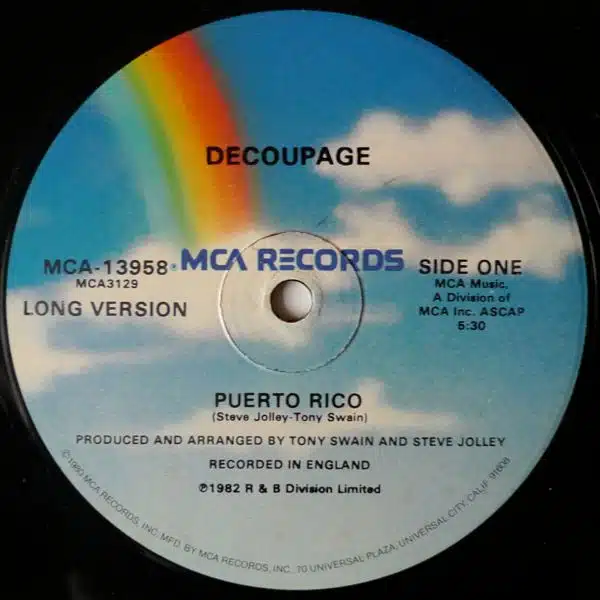 DECOUPAGE
MCA RECORDS
MCA-13958
MCA3129
LONG VERSION
SIDE ONE
MCA Music,
A Division of
MCA Inc. ASCAP
5:30
PUERTO RICO
(Steve Jolley-Tony Swain)
PRODUCED AND ARRANGED BY TONY SWAIN AND STEVE JOLLEY
RECORDED IN ENGLAND
℗1982 R & B Division Limited
©1980 MCA RECORDS, INC. MFD. BY MCA RECORDS, INC., 70 UNIVERSAL PLAZA, UNIVERSAL CITY, CALIF. 91608